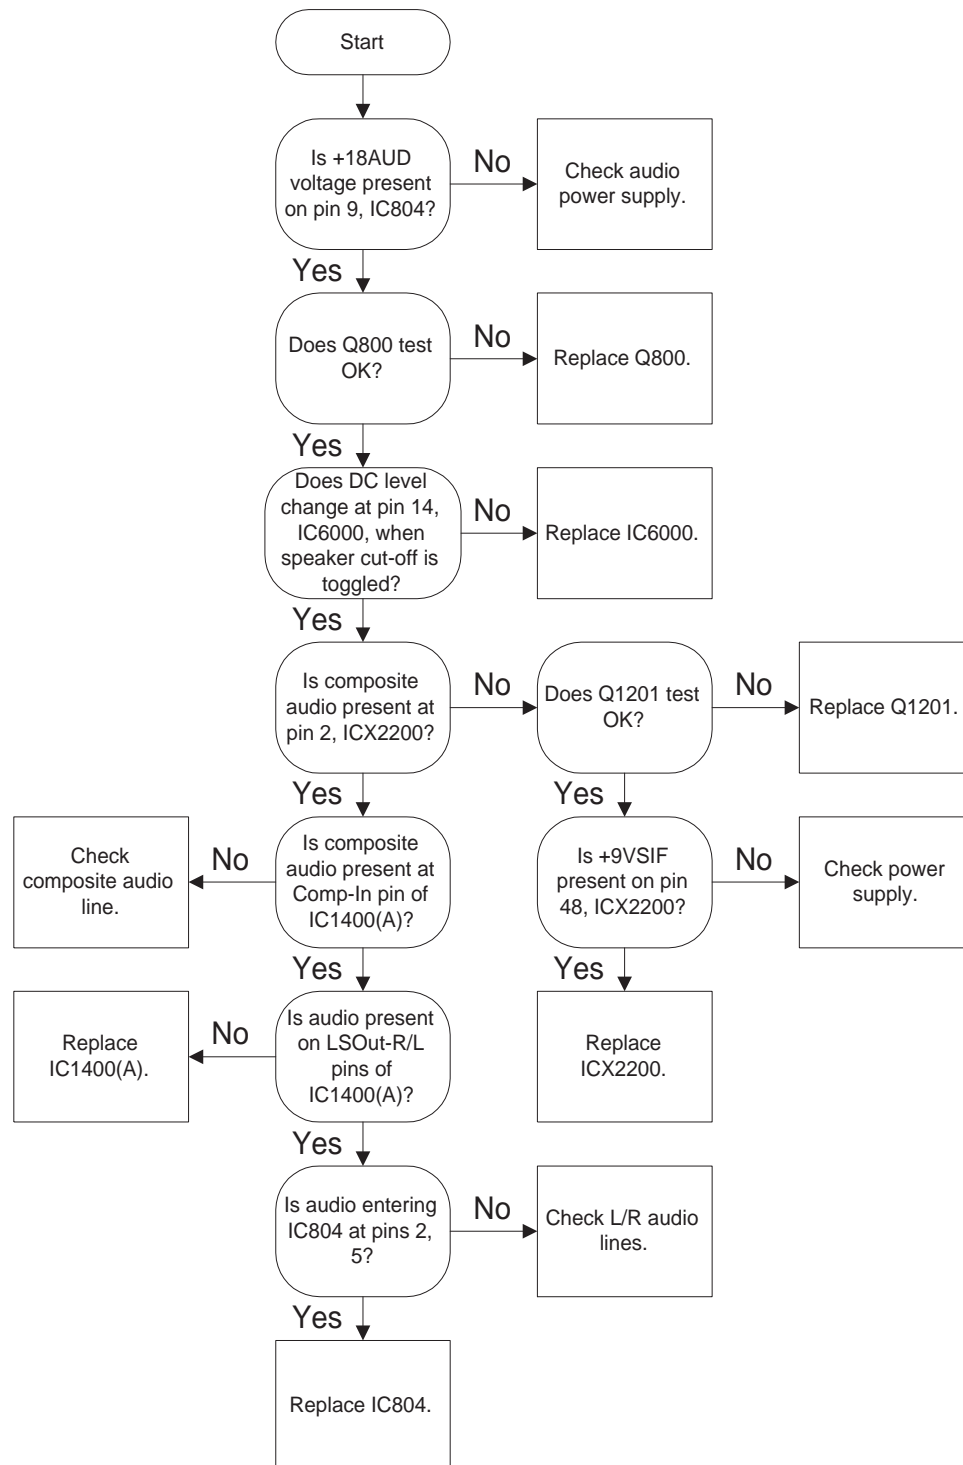 Start
Is +18AUD
voltage present
on pin 9, IC804?
No
Check audio
power supply.
Yes
Does Q800 test
OK?
No
Replace Q800.
Yes
Does DC level
change at pin 14,
IC6000, when
speaker cut-off is
toggled?
No
Replace IC6000.
Yes
Is composite
audio present at
pin 2, ICX2200?
No
Does Q1201 test
OK?
No
Replace Q1201.
Yes
Yes
Check
composite audio
line.
No
Is composite
audio present at
Comp-In pin of
IC1400(A)?
Is +9VSIF
present on pin
48, ICX2200?
No
Check power
supply.
Yes
Yes
Replace
IC1400(A).
No
Is audio present
on LSOut-R/L
pins of
IC1400(A)?
Replace
ICX2200.
Yes
Is audio entering
IC804 at pins 2,
5?
No
Check L/R audio
lines.
Yes
Replace IC804.